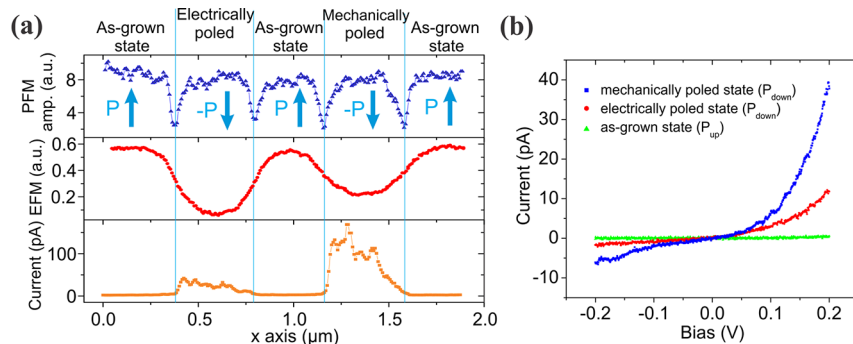 (a)
As-grown state
Electrically poled
As-grown state
Mechanically poled
As-grown state
PFM amp. (a.u.)
8
4
P
-P
P
-P
P
EFM (a.u.)
0.6
0.4
0.2
Current (pA)
100
0
0.0 0.5 1.0 1.5 2.0
x axis (μm)
(b)
Current (pA)
40
30
20
10
0
-10
mechanically poled state (Pdown)
electrically poled state (Pdown)
as-grown state (Pup)
-0.2 -0.1 0.0 0.1 0.2
Bias (V)